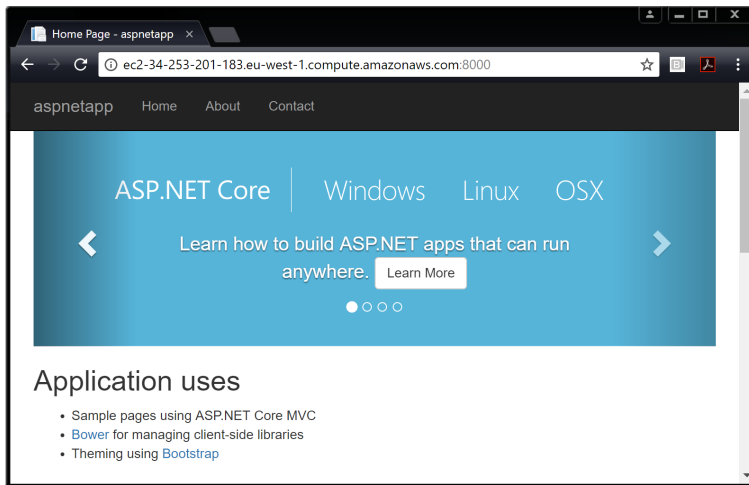 Home Page - aspnetapp
ec2-34-253-201-183.eu-west-1.compute.amazonaws.com:8000
aspnetapp Home About Contact
ASP.NET Core Windows Linux OSX
Learn how to build ASP.NET apps that can run
anywhere. Learn More
Application uses
Sample pages using ASP.NET Core MVC
Bower for managing client-side libraries
Theming using Bootstrap